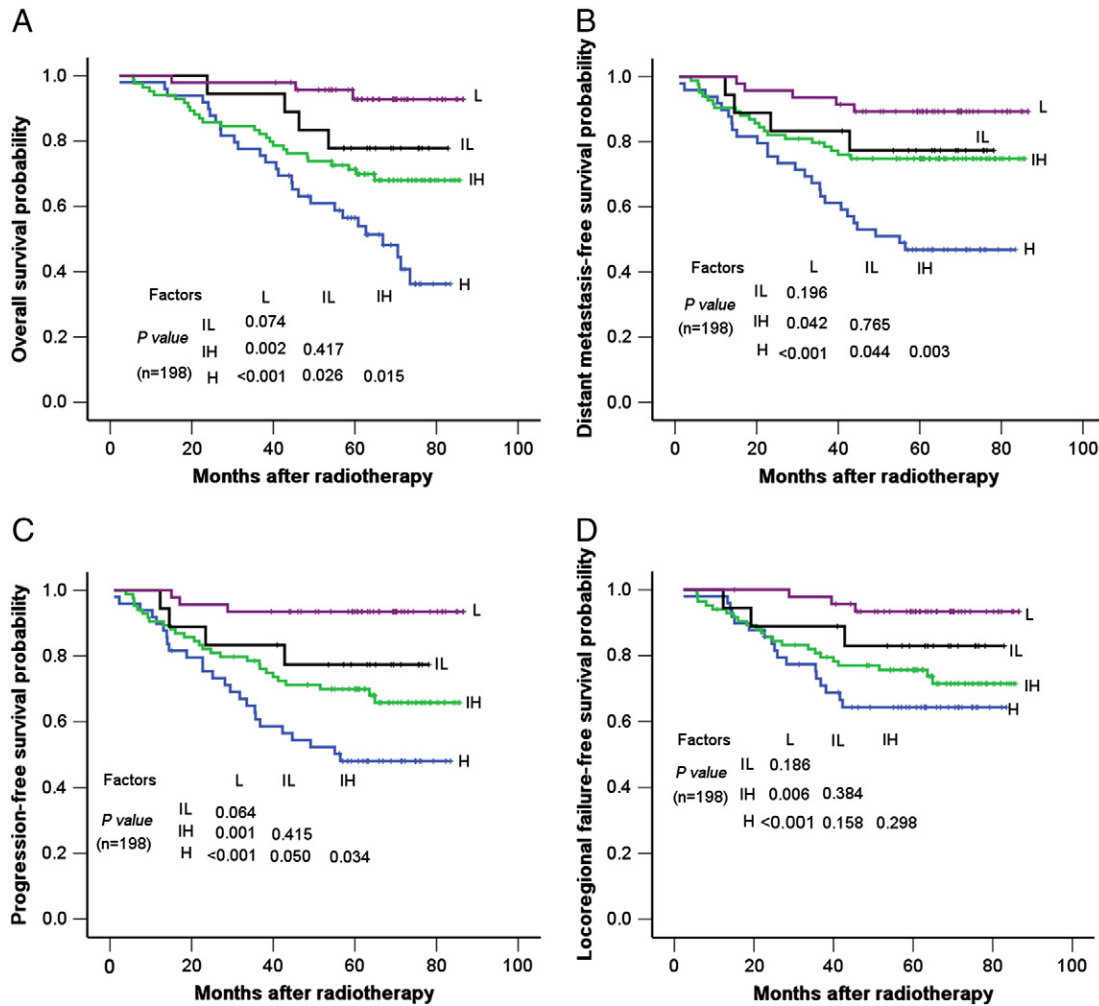 A
Overall survival probability
1.0
0.8
0.6
0.4
0.2
0.0
L
IL
IH
H
Factors L IL IH
P value
(n=198)
IL 0.074
IH 0.002 0.417
H <0.001 0.026 0.015
0 20 40 60 80 100
Months after radiotherapy
B
Distant metastasis-free survival probability
1.0
0.8
0.6
0.4
0.2
0.0
L
IL
IH
H
Factors L IL IH
P value
(n=198)
IL 0.196
IH 0.042 0.765
H <0.001 0.044 0.003
0 20 40 60 80 100
Months after radiotherapy
C
Progression-free survival probability
1.0
0.8
0.6
0.4
0.2
0.0
L
IL
IH
H
Factors L IL IH
P value
(n=198)
IL 0.064
IH 0.001 0.415
H <0.001 0.050 0.034
0 20 40 60 80 100
Months after radiotherapy
D
Locoregional failure-free survival probability
1.0
0.8
0.6
0.4
0.2
0.0
L
IL
IH
H
Factors L IL IH
P value
(n=198)
IL 0.186
IH 0.006 0.384
H <0.001 0.158 0.298
0 20 40 60 80 100
Months after radiotherapy